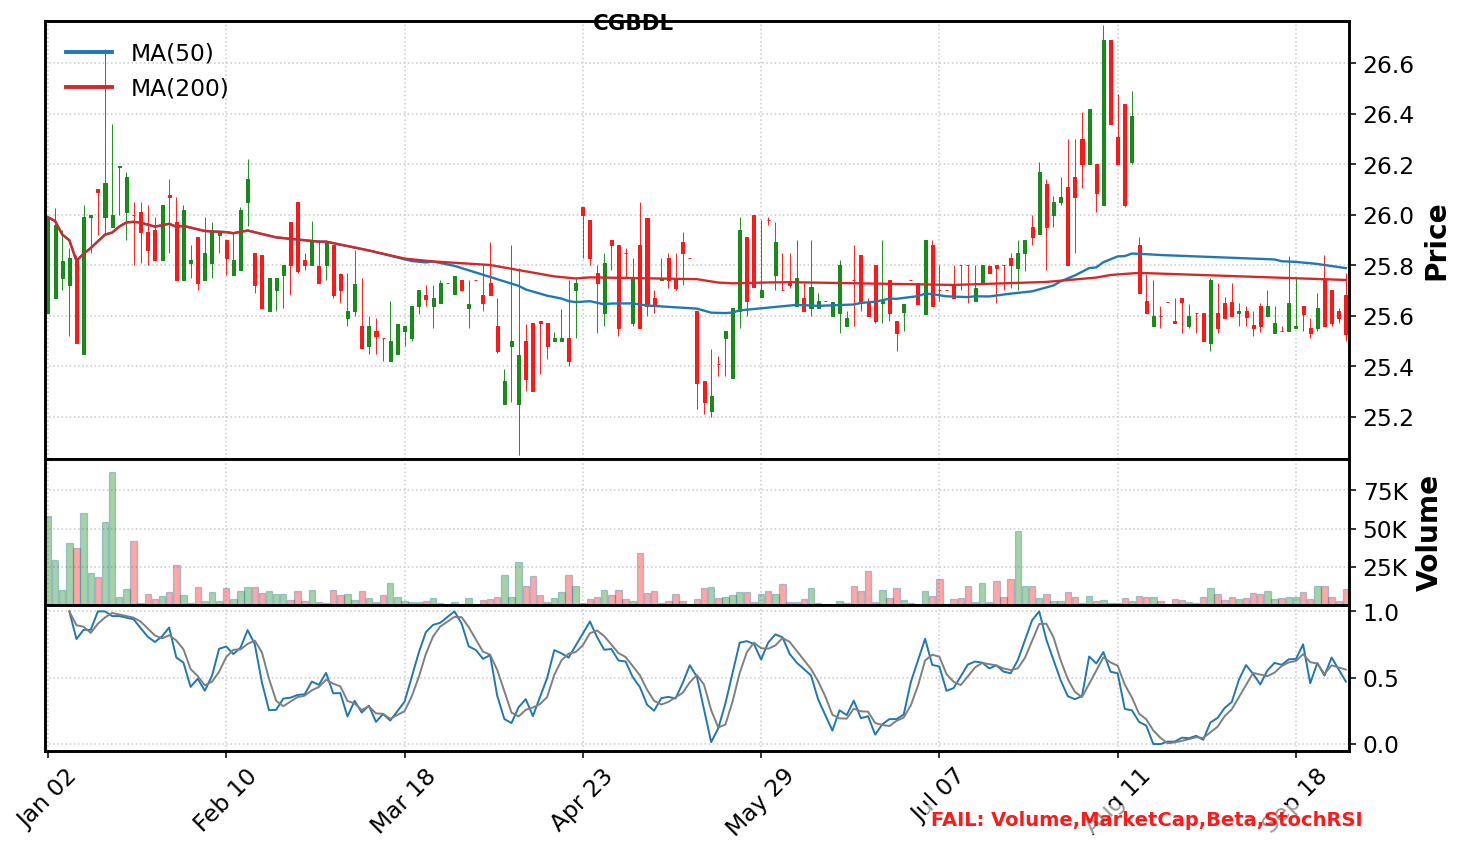 CGBDL
MA(50)
MA(200)
26.6
26.4
26.2
26.0
25.8
25.6
25.4
25.2
Price
75K
50K
25K
Volume
1.0
0.5
0.0
Jan 02
Feb 10
Mar 18
Apr 23
May 29
Jul 07
Aug 11
Sep 18
FAIL: Volume,MarketCap,Beta,StochRSI